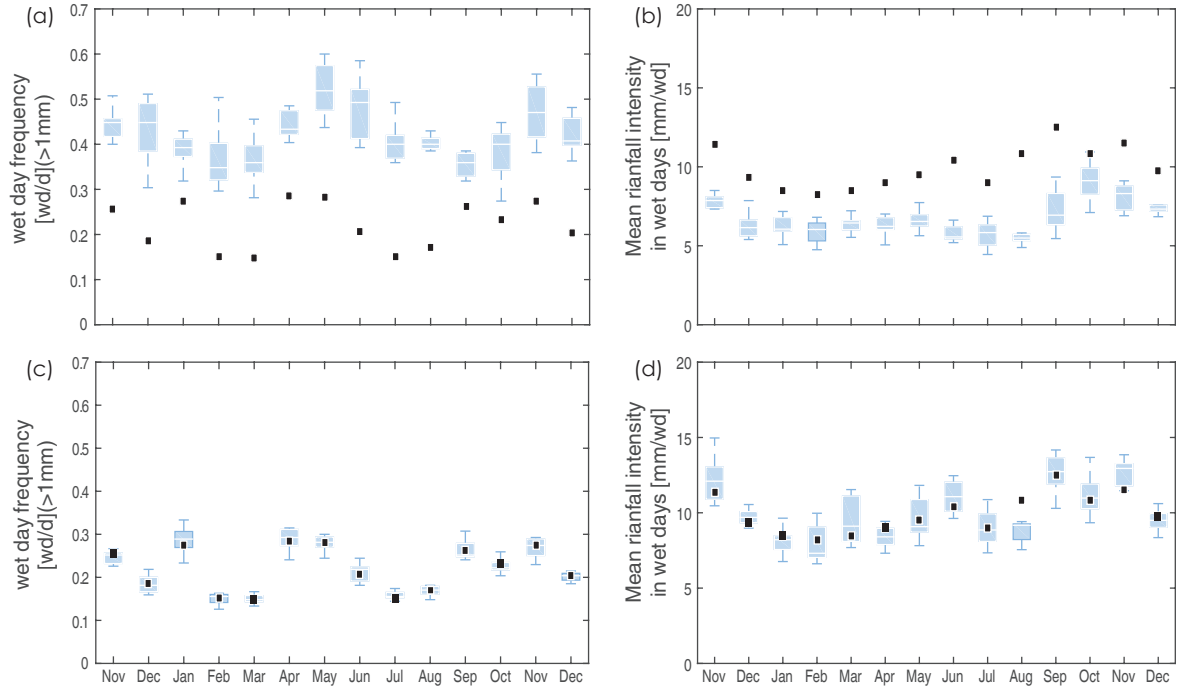 (a)
0.7
0.6
0.5
0.4
0.3
0.2
0.1
0
wet day frequency
[wd/d](>1mm)
(b)
20
15
10
5
0
Mean rianfall intensity
in wet days [mm/wd]
(c)
0.7
0.6
0.5
0.4
0.3
0.2
0.1
0
wet day frequency
[wd/d](>1mm)
Nov Dec Jan Feb Mar Apr May Jun Jul Aug Sep Oct Nov Dec
(d)
20
15
10
5
0
Mean rianfall intensity
in wet days [mm/wd]
Nov Dec Jan Feb Mar Apr May Jun Jul Aug Sep Oct Nov Dec